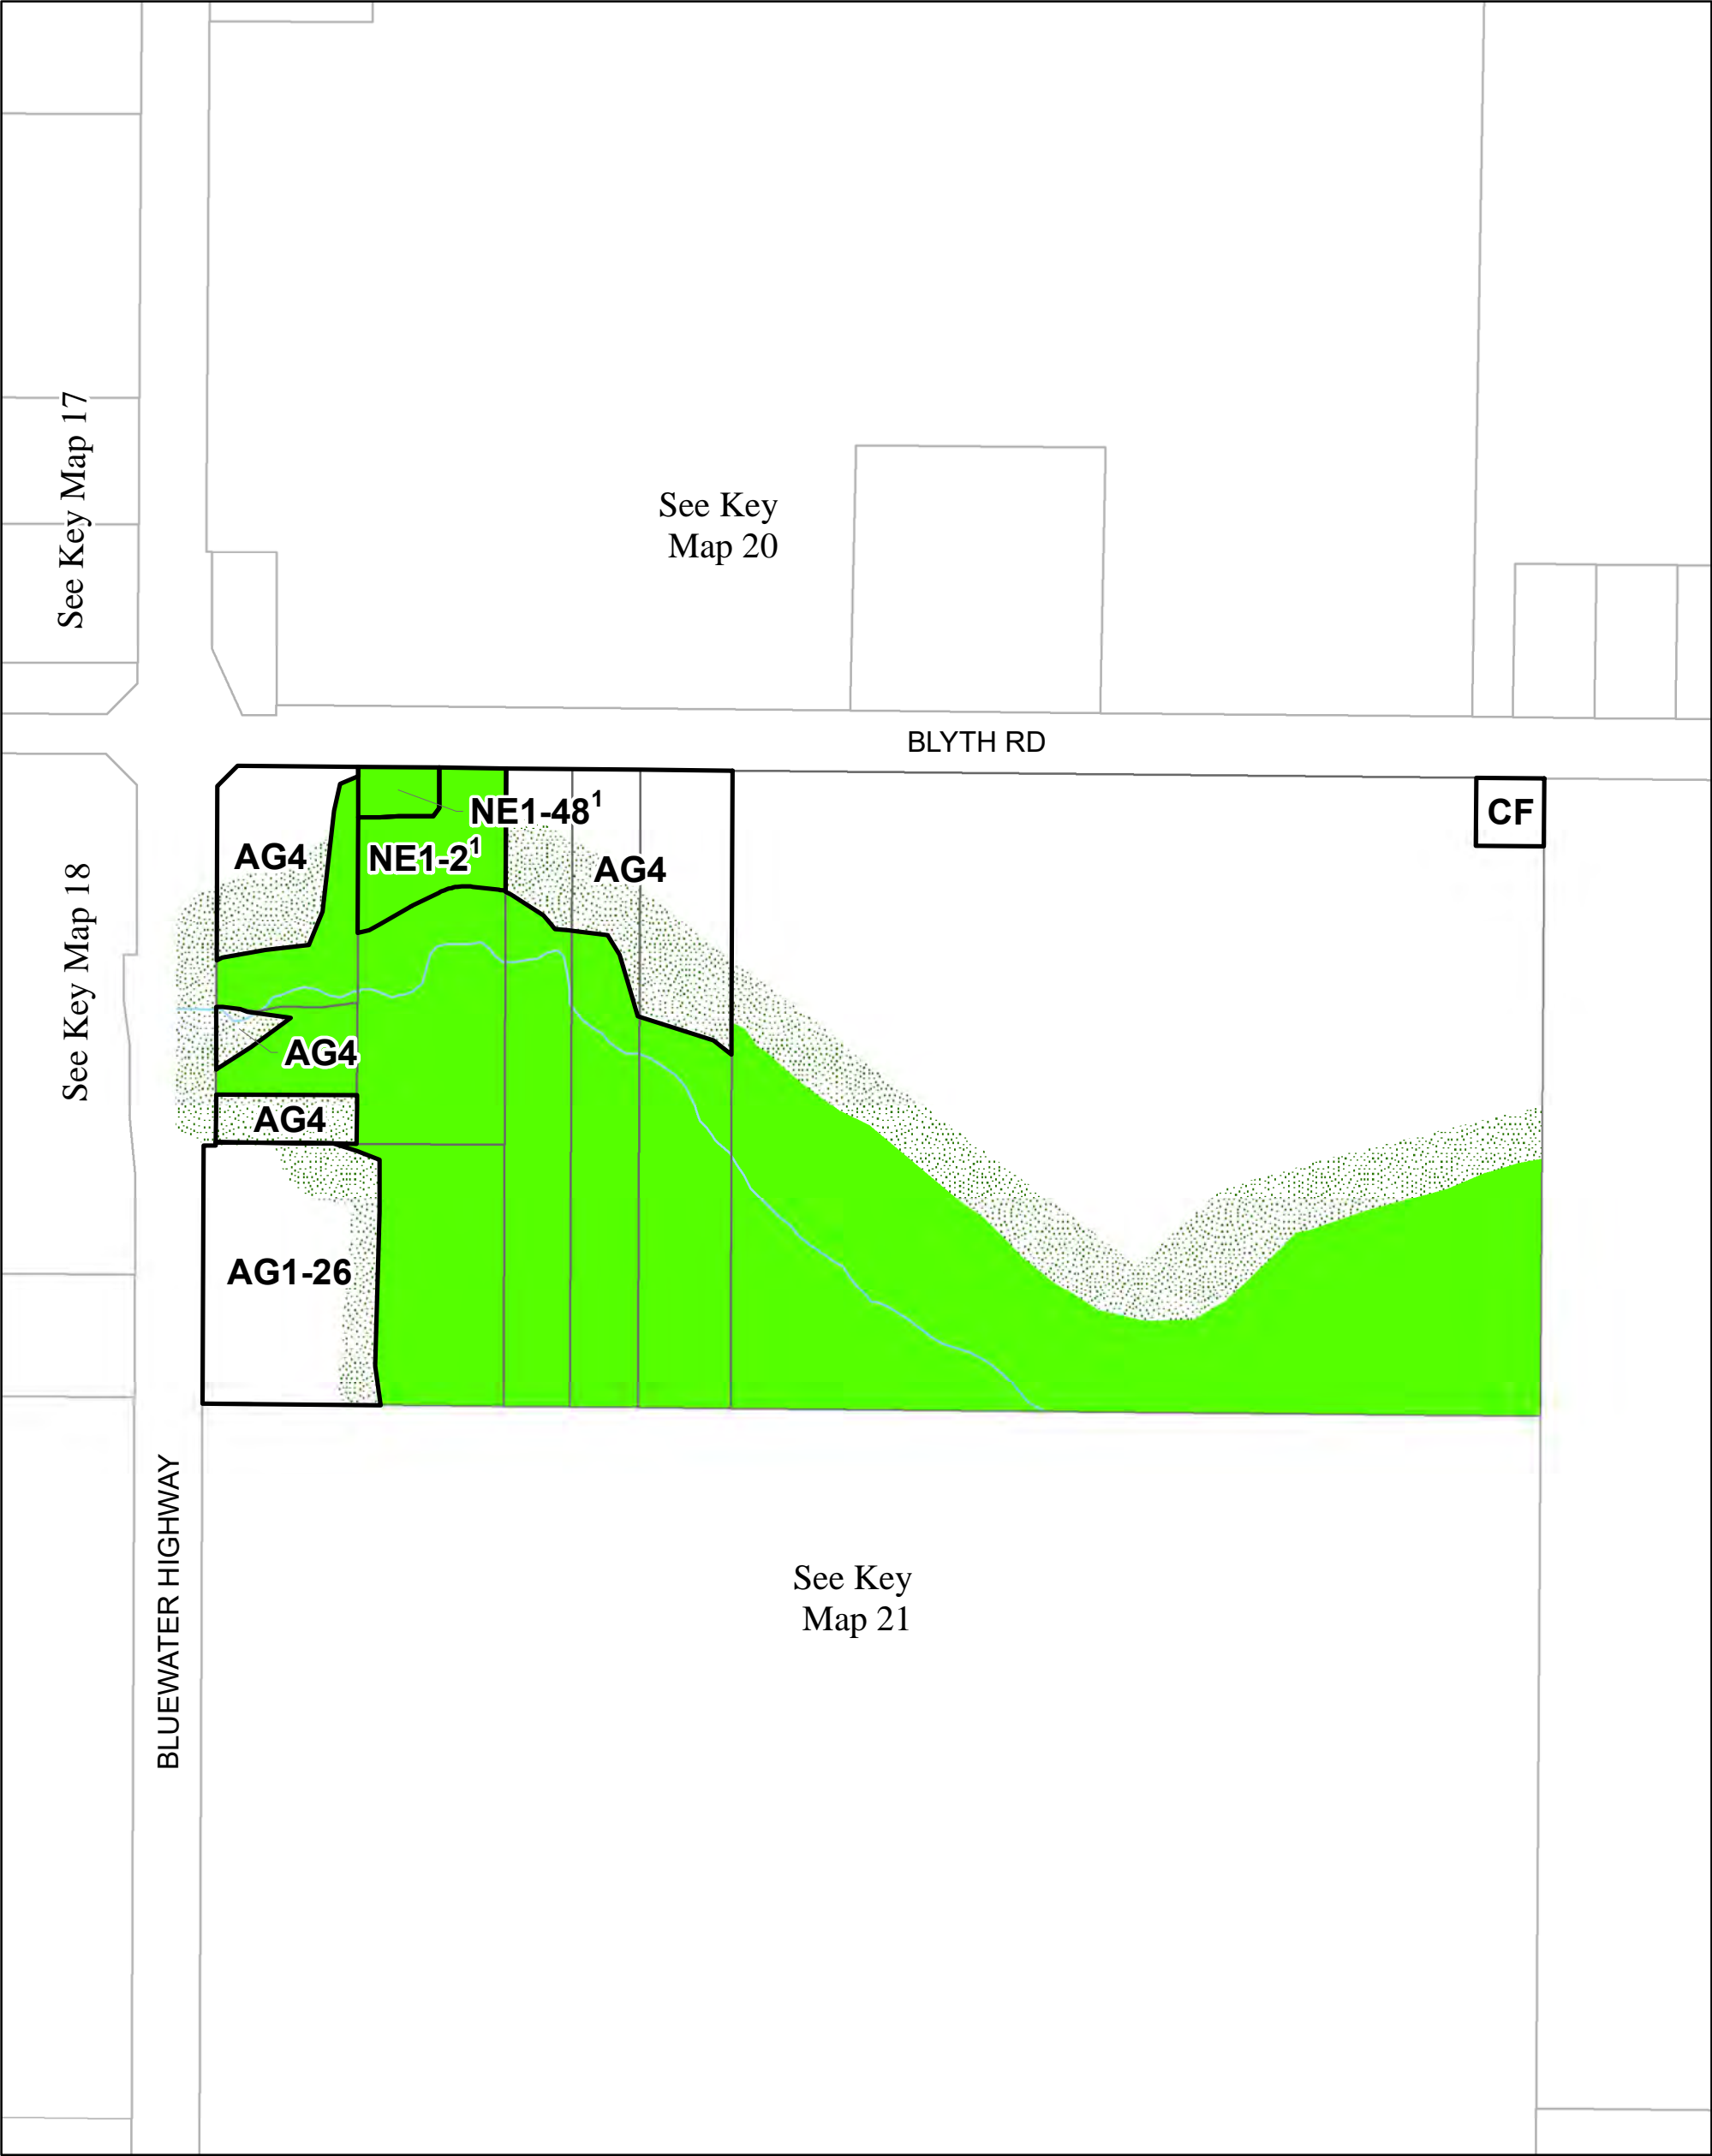 See Key Map 17
See Key
Map 20
BLYTH RD
CF
NE1-48¹
AG4
NE1-2¹
AG4
See Key Map 18
AG4
AG4
AG1-26
BLUEWATER HIGHWAY
See Key
Map 21